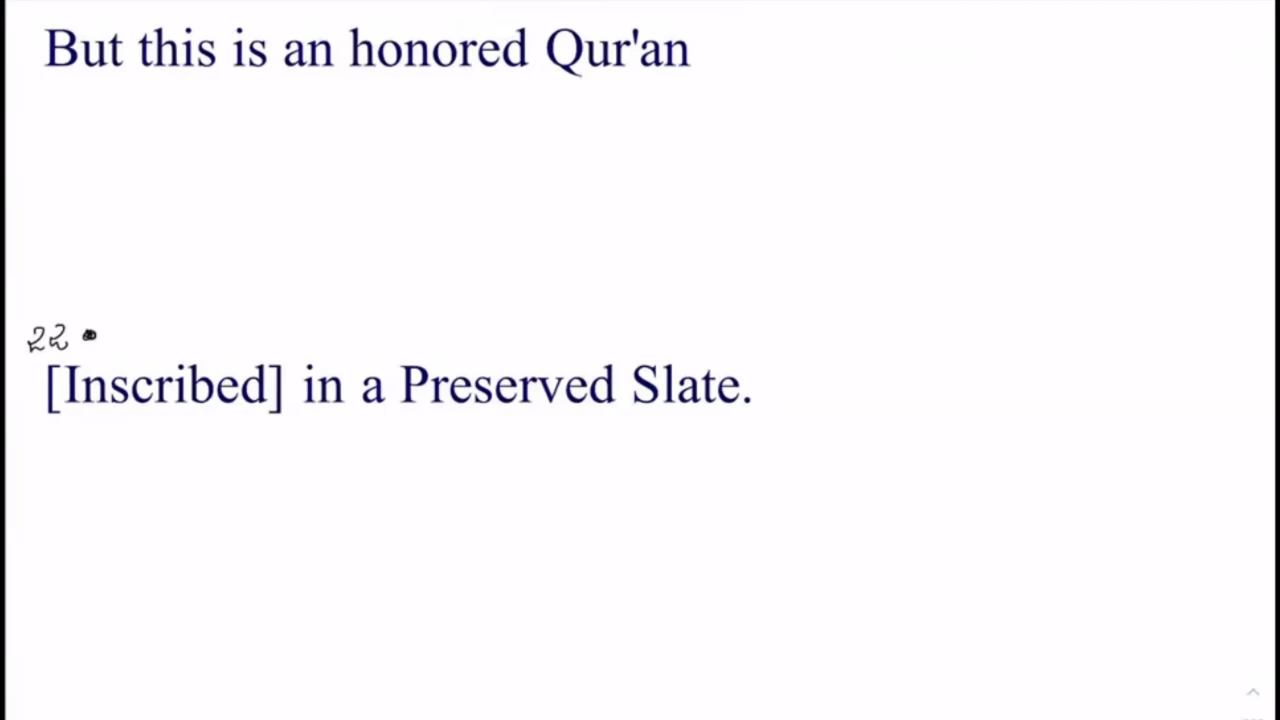 But this is an honored Qur'an
22.
[Inscribed] in a Preserved Slate.